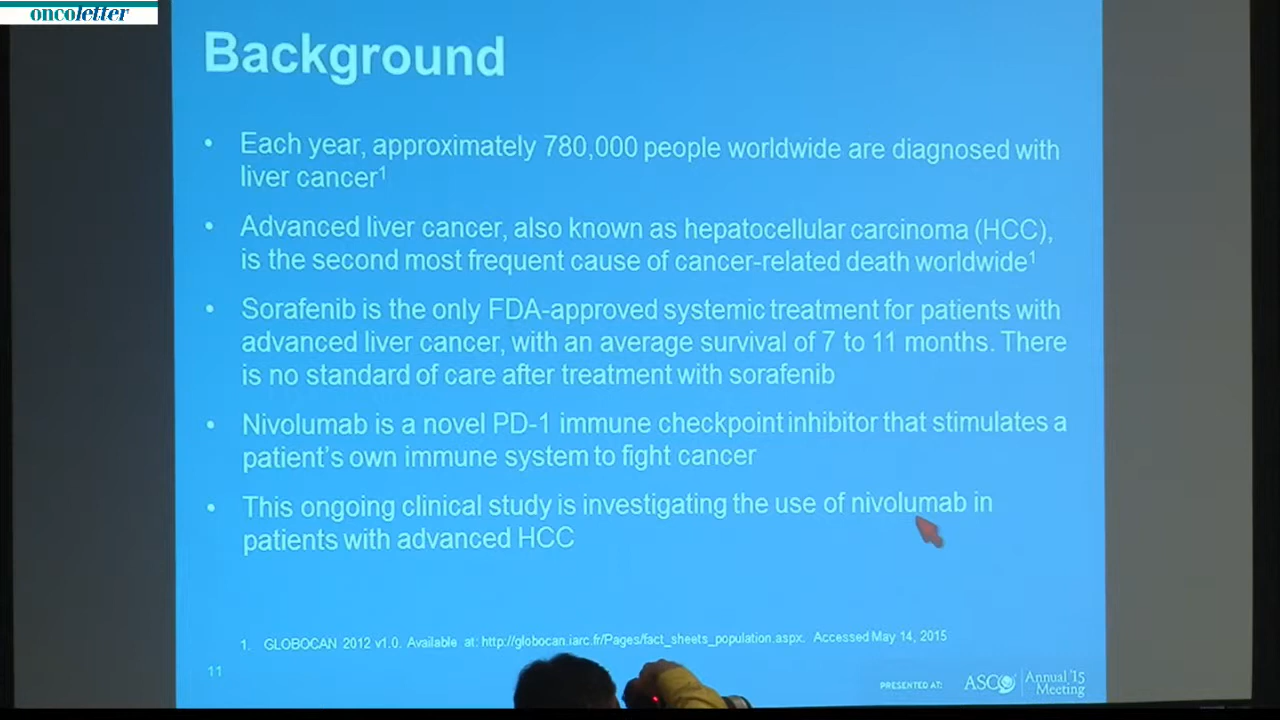 oncoletter
Background
• Each year, approximately 780,000 people worldwide are diagnosed with
liver cancer1
• Advanced liver cancer, also known as hepatocellular carcinoma (HCC),
is the second most frequent cause of cancer-related death worldwide1
• Sorafenib is the only FDA-approved systemic treatment for patients with
advanced liver cancer, with an average survival of 7 to 11 months. There
is no standard of care after treatment with sorafenib
• Nivolumab is a novel PD-1 immune checkpoint inhibitor that stimulates a
patient's own immune system to fight cancer
• This ongoing clinical study is investigating the use of nivolumab in
patients with advanced HCC
1. GLOBOCAN 2012 v1.0. Available at: http://globocan.iarc.fr/Pages/fact_sheets_population.aspx. Accessed May 14, 2015
11
PRESENTED AT:
ASCO
Annual '15
Meeting